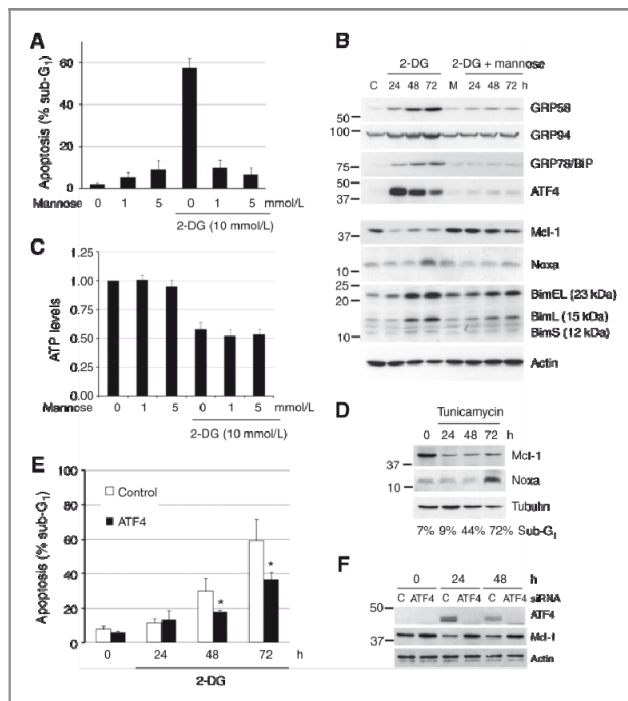 A
Apoptosis (% sub-G1)
60
40
20
0
Mannose 0 1 5 0 1 5 mmol/L
2-DG (10 mmol/L)
B
2-DG 2-DG + mannose
C 24 48 72 M 24 48 72 h
GRP58
50
100
GRP94
75
GRP78/BiP
50
37
ATF4
37
Mcl-1
10
Noxa
25
20
BimEL (23 kDa)
15
BimL (15 kDa)
BimS (12 kDa)
10
Actin
C
ATP levels
1.25
1.00
0.75
0.50
0.25
0.00
Mannose 0 1 5 0 1 5 mmol/L
2-DG (10 mmol/L)
D
Tunicamycin
0 24 48 72 h
Mcl-1
37
Noxa
10
Tubulin
7% 9% 44% 72% Sub-G1
E
Apoptosis (% sub-G1)
100
80
60
40
20
0
Control
ATF4
*
*
0 24 48 72 h
2-DG
F
0 24 48 h
C ATF4 C ATF4 C ATF4 siRNA
50
ATF4
37
Mcl-1
Actin